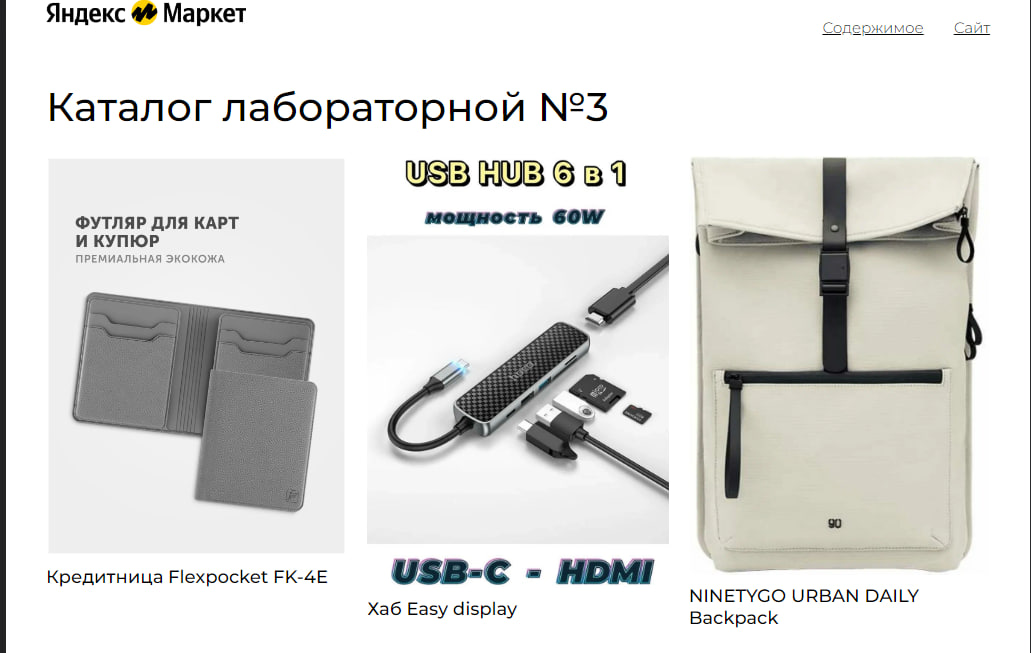 Яндекс Маркет
Содержимое Сайт
Каталог лабораторной №3
ФУТЛЯР ДЛЯ КАРТ
И КУПЮР
ПРЕМИАЛЬНАЯ ЭКОКОЖА
Кредитница Flexpocket FK-4E
USB HUB 6 в 1
мощность 60W
USB-C - HDMI
Хаб Easy display
90
NINETYGO URBAN DAILY
Backpack